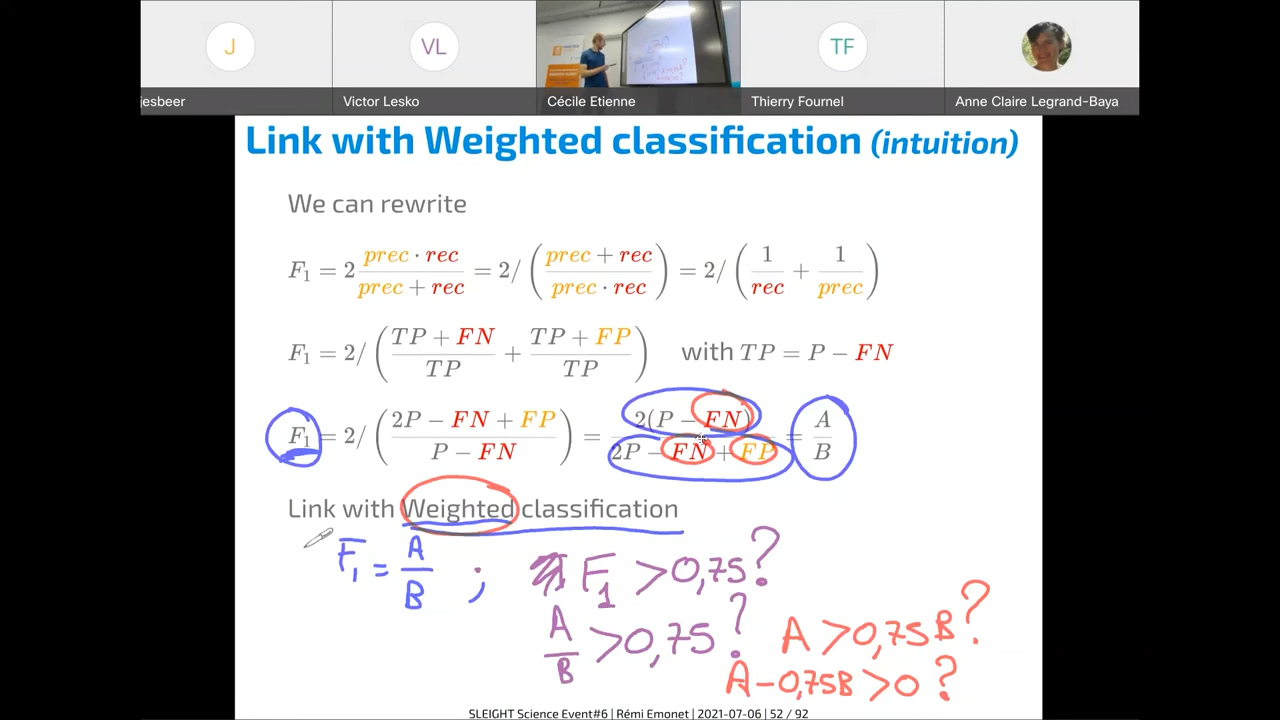 J VL TF
jesbeer Victor Lesko Cécile Etienne Thierry Fournel Anne Claire Legrand-Baya
Link with Weighted classification (intuition)
We can rewrite
F₁ = 2 prec · rec / prec + rec = 2/ ( prec + rec / prec · rec ) = 2/ ( 1 / rec + 1 / prec )
F₁ = 2/ ( TP + FN / TP + TP + FP / TP ) with TP = P − FN
F₁ = 2/ ( 2P − FN + FP / P − FN ) = 2(P − FN) / 2P − FN + FP = A / B
Link with Weighted classification
F₁ = A / B ; F₁ > 0,75 ?
A / B > 0,75 ? A > 0,75 B ?
A − 0,75B > 0 ?
SLEIGHT Science Event#6 | Rémi Emonet | 2021-07-06 | 52 / 92